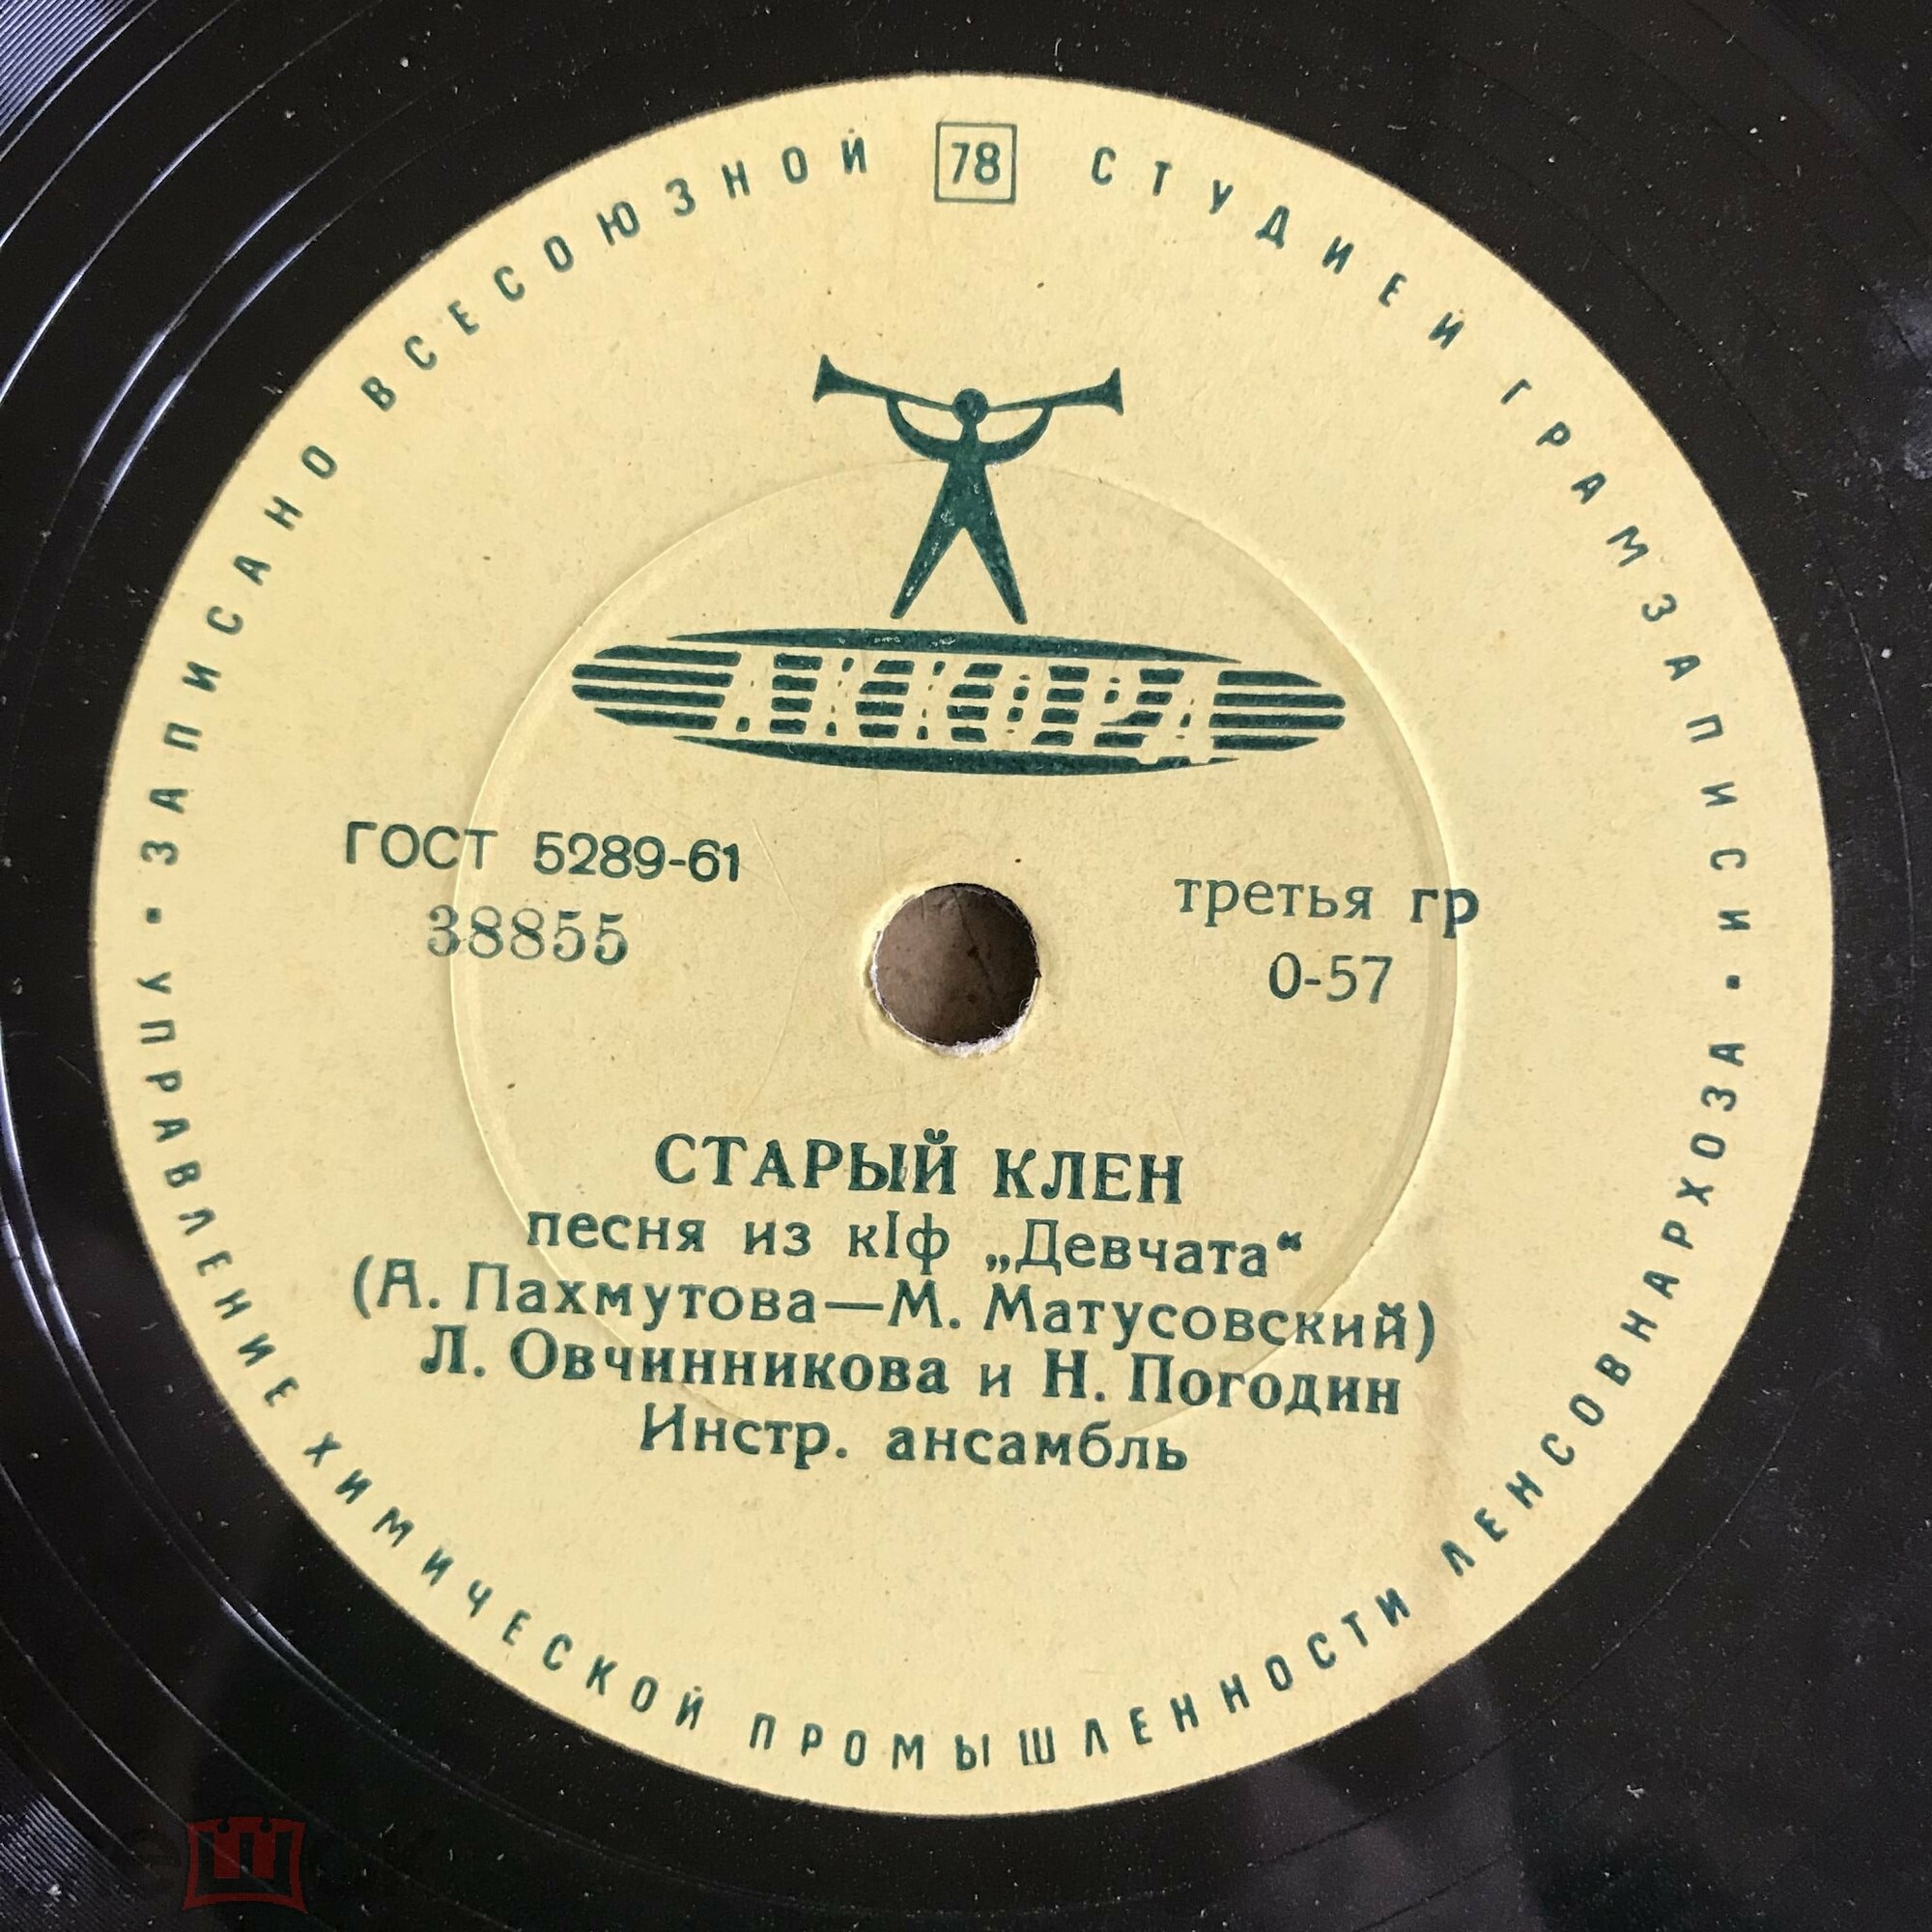 ЗАПИСАНО ВСЕСОЮЗНОЙ 78 СТУДИЕЙ ГРАМЗАПИСИ
АККОРД
ГОСТ 5289-61
38855
третья гр
0-57
СТАРЫЙ КЛЕН
песня из к/ф „Девчата“
(А. Пахмутова—М. Матусовский)
Л. Овчинникова и Н. Погодин
Инстр. ансамбль
УПРАВЛЕНИЕ ХИМИЧЕСКОЙ ПРОМЫШЛЕННОСТИ ЛЕНСОВНАРХОЗА